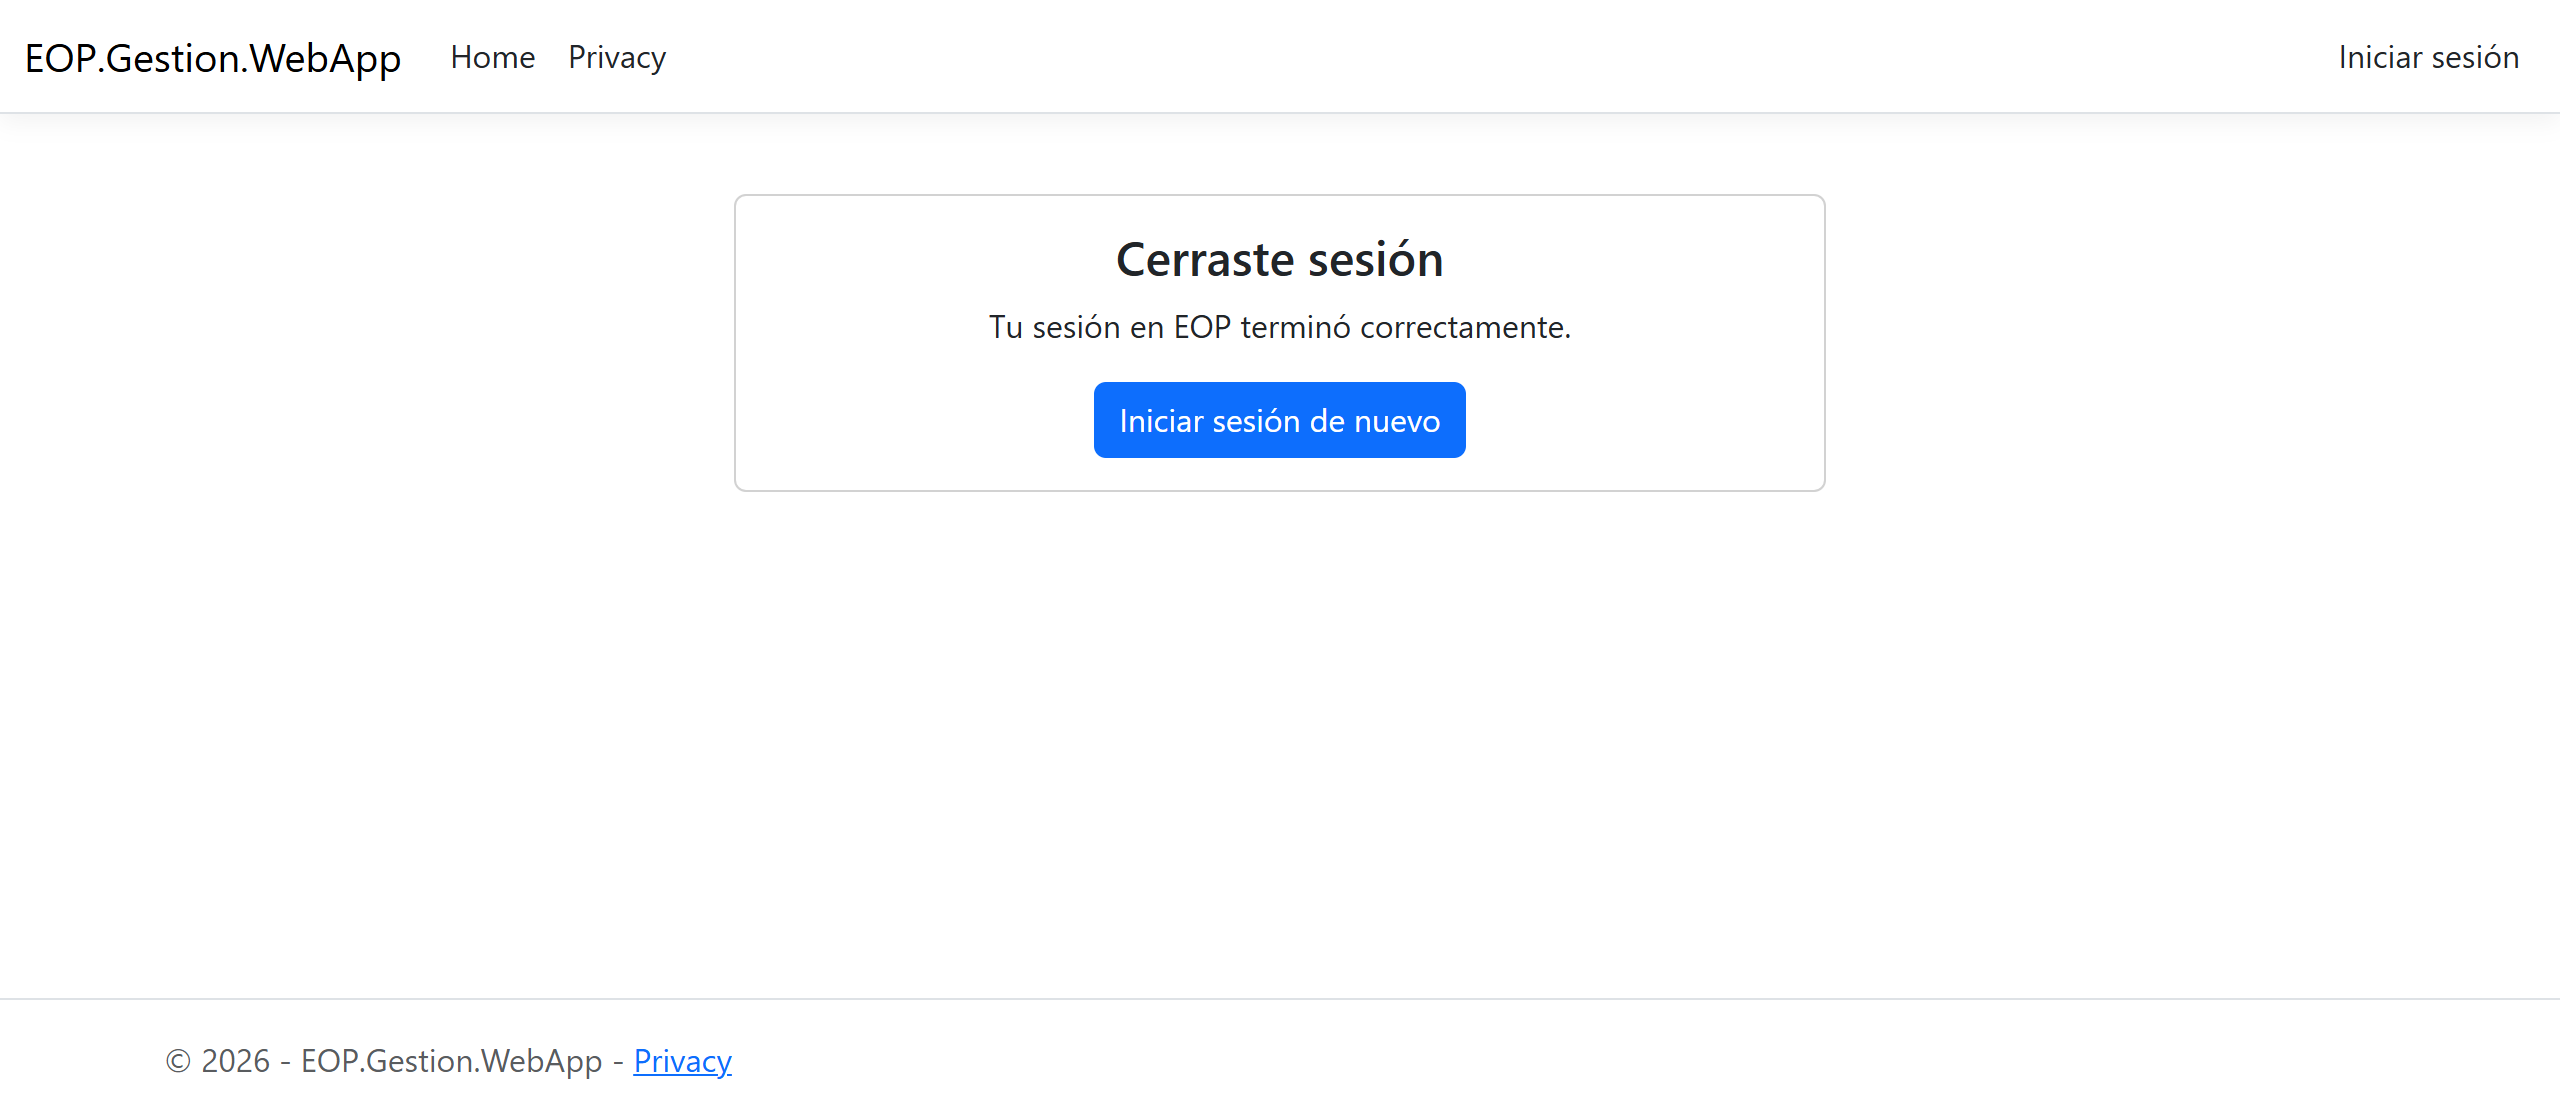 EOP.Gestion.WebApp Home Privacy Iniciar sesión
Cerraste sesión
Tu sesión en EOP terminó correctamente.
Iniciar sesión de nuevo
© 2026 - EOP.Gestion.WebApp - Privacy